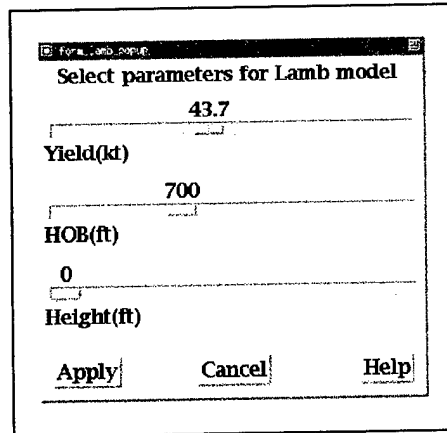 form_lamb_popup
Select parameters for Lamb model
43.7
Yield(kt)
700
HOB(ft)
0
Height(ft)
Apply Cancel Help